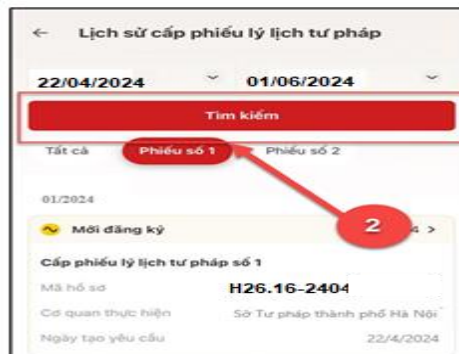 ← Lịch sử cấp phiếu lý lịch tư pháp
22/04/2024 01/06/2024
Tìm kiếm
Tất cả Phiếu số 1 Phiếu số 2
01/2024
Mới đăng ký 2 4 >
Cấp phiếu lý lịch tư pháp số 1
Mã hồ sơ H26.16-2404
Cơ quan thực hiện Sở Tư pháp thành phố Hà Nội
Ngày tạo yêu cầu 22/4/2024